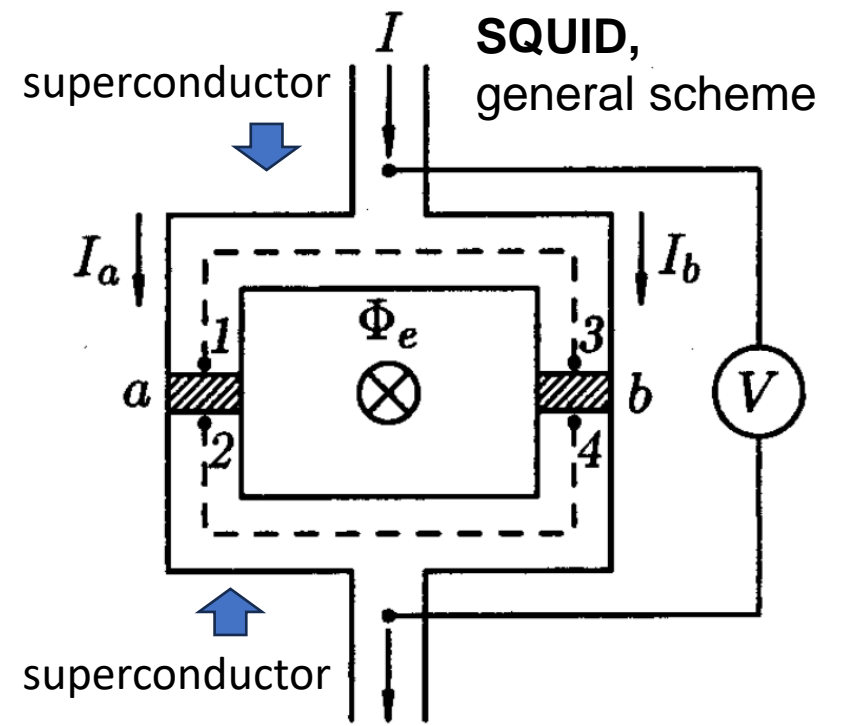 I
SQUID,
general scheme
superconductor
I_a
I_b
Φ_e
1
3
a
b
V
2
4
superconductor